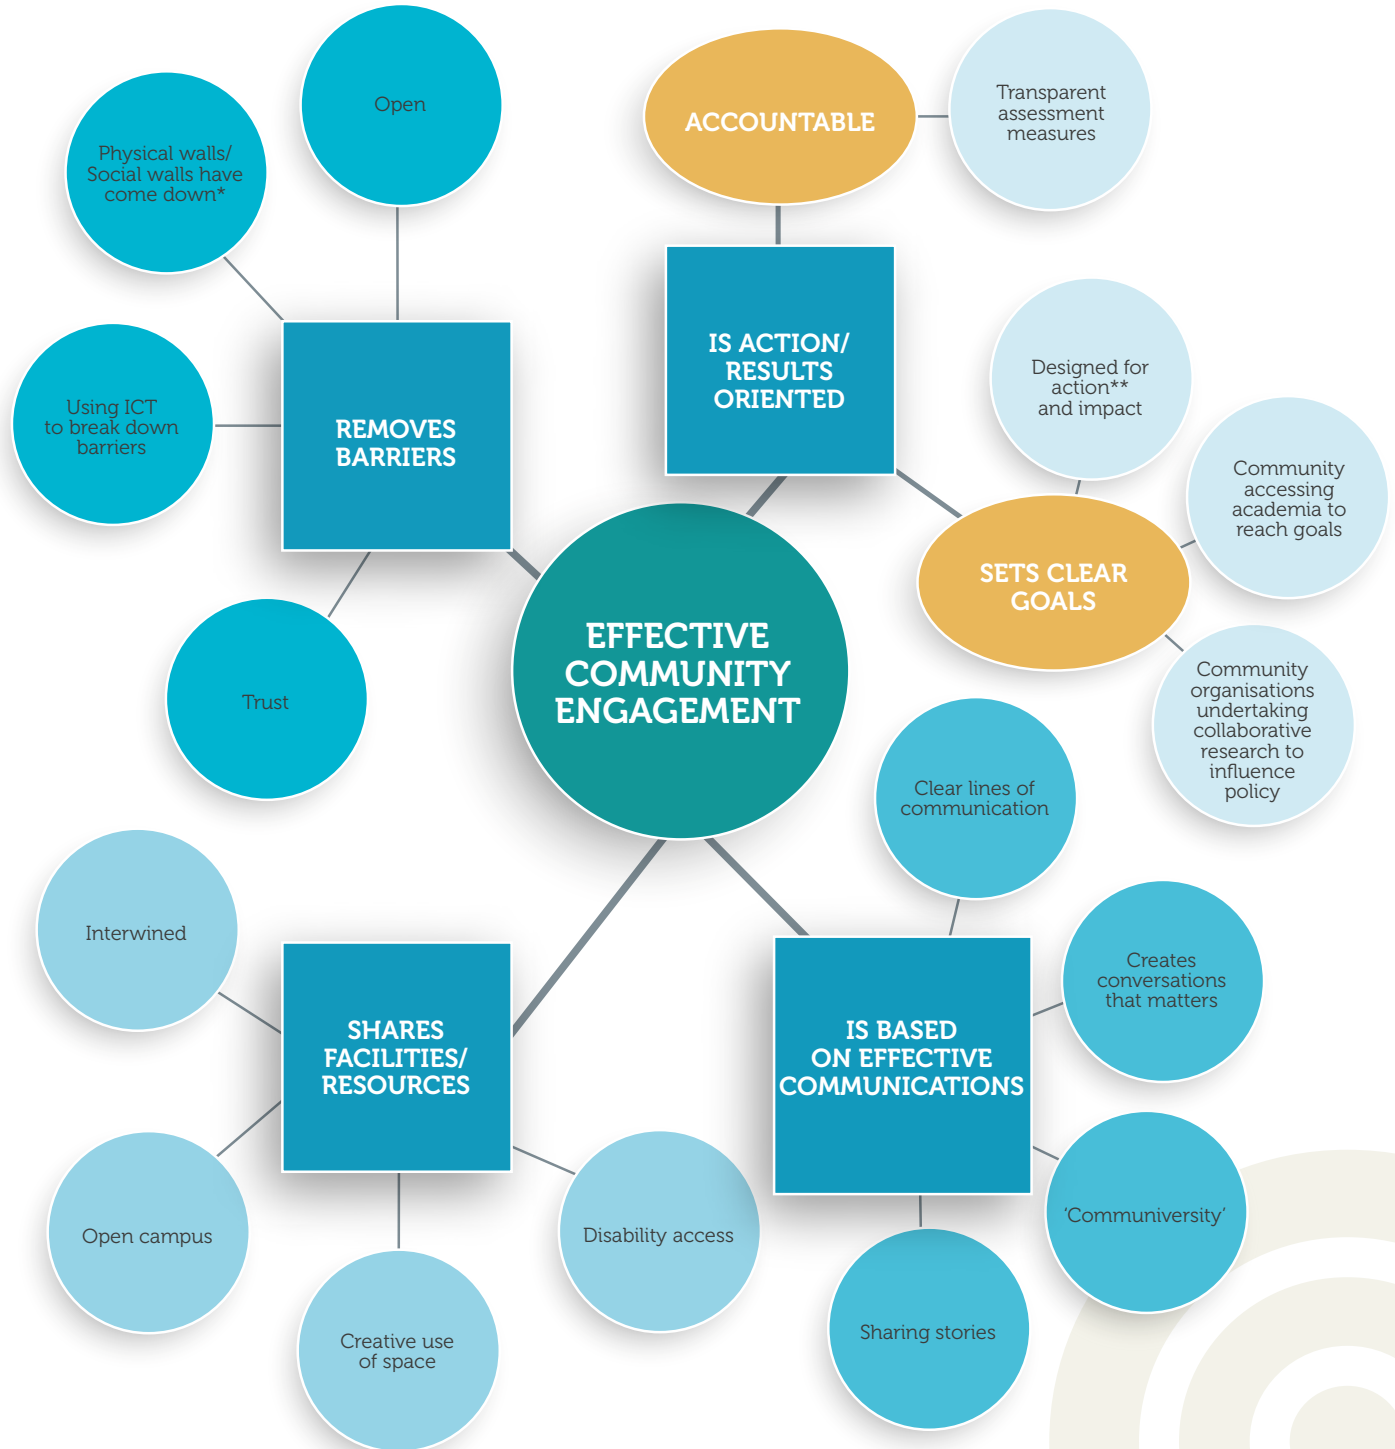 Open
Physical walls/
Social walls have
come down*
Using ICT
to break down
barriers
REMOVES
BARRIERS
Trust
ACCOUNTABLE
Transparent
assessment
measures
IS ACTION/
RESULTS
ORIENTED
Designed for
action**
and impact
Community
accessing
academia to
reach goals
SETS CLEAR
GOALS
Community
organisations
undertaking
collaborative
research to
influence
policy
EFFECTIVE
COMMUNITY
ENGAGEMENT
Clear lines of
communication
Creates
conversations
that matters
IS BASED
ON EFFECTIVE
COMMUNICATIONS
'Communiversity'
Sharing stories
Interwined
SHARES
FACILITIES/
RESOURCES
Open campus
Creative use
of space
Disability access